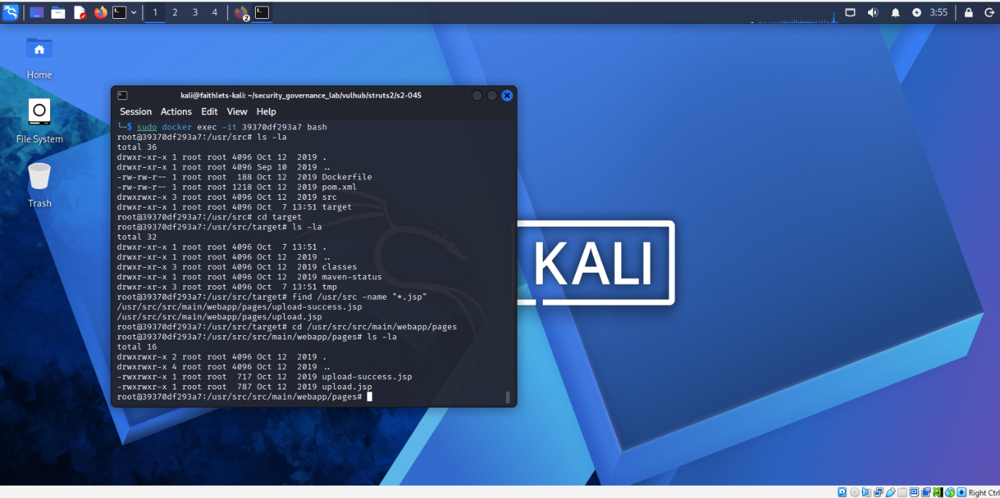 1 2 3 4 2 3:55
Home
File System
Trash
kali@faithlets-kali: ~/security_governance_lab/vulhub/struts2/s2-045
Session Actions Edit View Help
└─$ sudo docker exec -it 39370df293a7 bash
root@39370df293a7:/usr/src# ls -la
total 36
drwxr-xr-x 1 root root 4096 Oct 12  2019 .
drwxr-xr-x 1 root root 4096 Sep 10  2019 ..
-rw-rw-r-- 1 root root  188 Oct 12  2019 Dockerfile
-rw-rw-r-- 1 root root 1218 Oct 12  2019 pom.xml
drwxrwxr-x 3 root root 4096 Oct 12  2019 src
drwxr-xr-x 1 root root 4096 Oct  7 13:51 target
root@39370df293a7:/usr/src# cd target
root@39370df293a7:/usr/src/target# ls -la
total 32
drwxr-xr-x 1 root root 4096 Oct  7 13:51 .
drwxr-xr-x 1 root root 4096 Oct 12  2019 ..
drwxr-xr-x 3 root root 4096 Oct 12  2019 classes
drwxr-xr-x 1 root root 4096 Oct 12  2019 maven-status
drwxr-xr-x 3 root root 4096 Oct  7 13:51 tmp
root@39370df293a7:/usr/src/target# find /usr/src -name "*.jsp"
/usr/src/src/main/webapp/pages/upload-success.jsp
/usr/src/src/main/webapp/pages/upload.jsp
root@39370df293a7:/usr/src/target# cd /usr/src/src/main/webapp/pages
root@39370df293a7:/usr/src/src/main/webapp/pages# ls -la
total 16
drwxrwxr-x 2 root root 4096 Oct 12  2019 .
drwxrwxr-x 4 root root 4096 Oct 12  2019 ..
-rwxrwxr-x 1 root root  717 Oct 12  2019 upload-success.jsp
-rwxrwxr-x 1 root root  787 Oct 12  2019 upload.jsp
root@39370df293a7:/usr/src/src/main/webapp/pages#
KALI
Right Ctrl